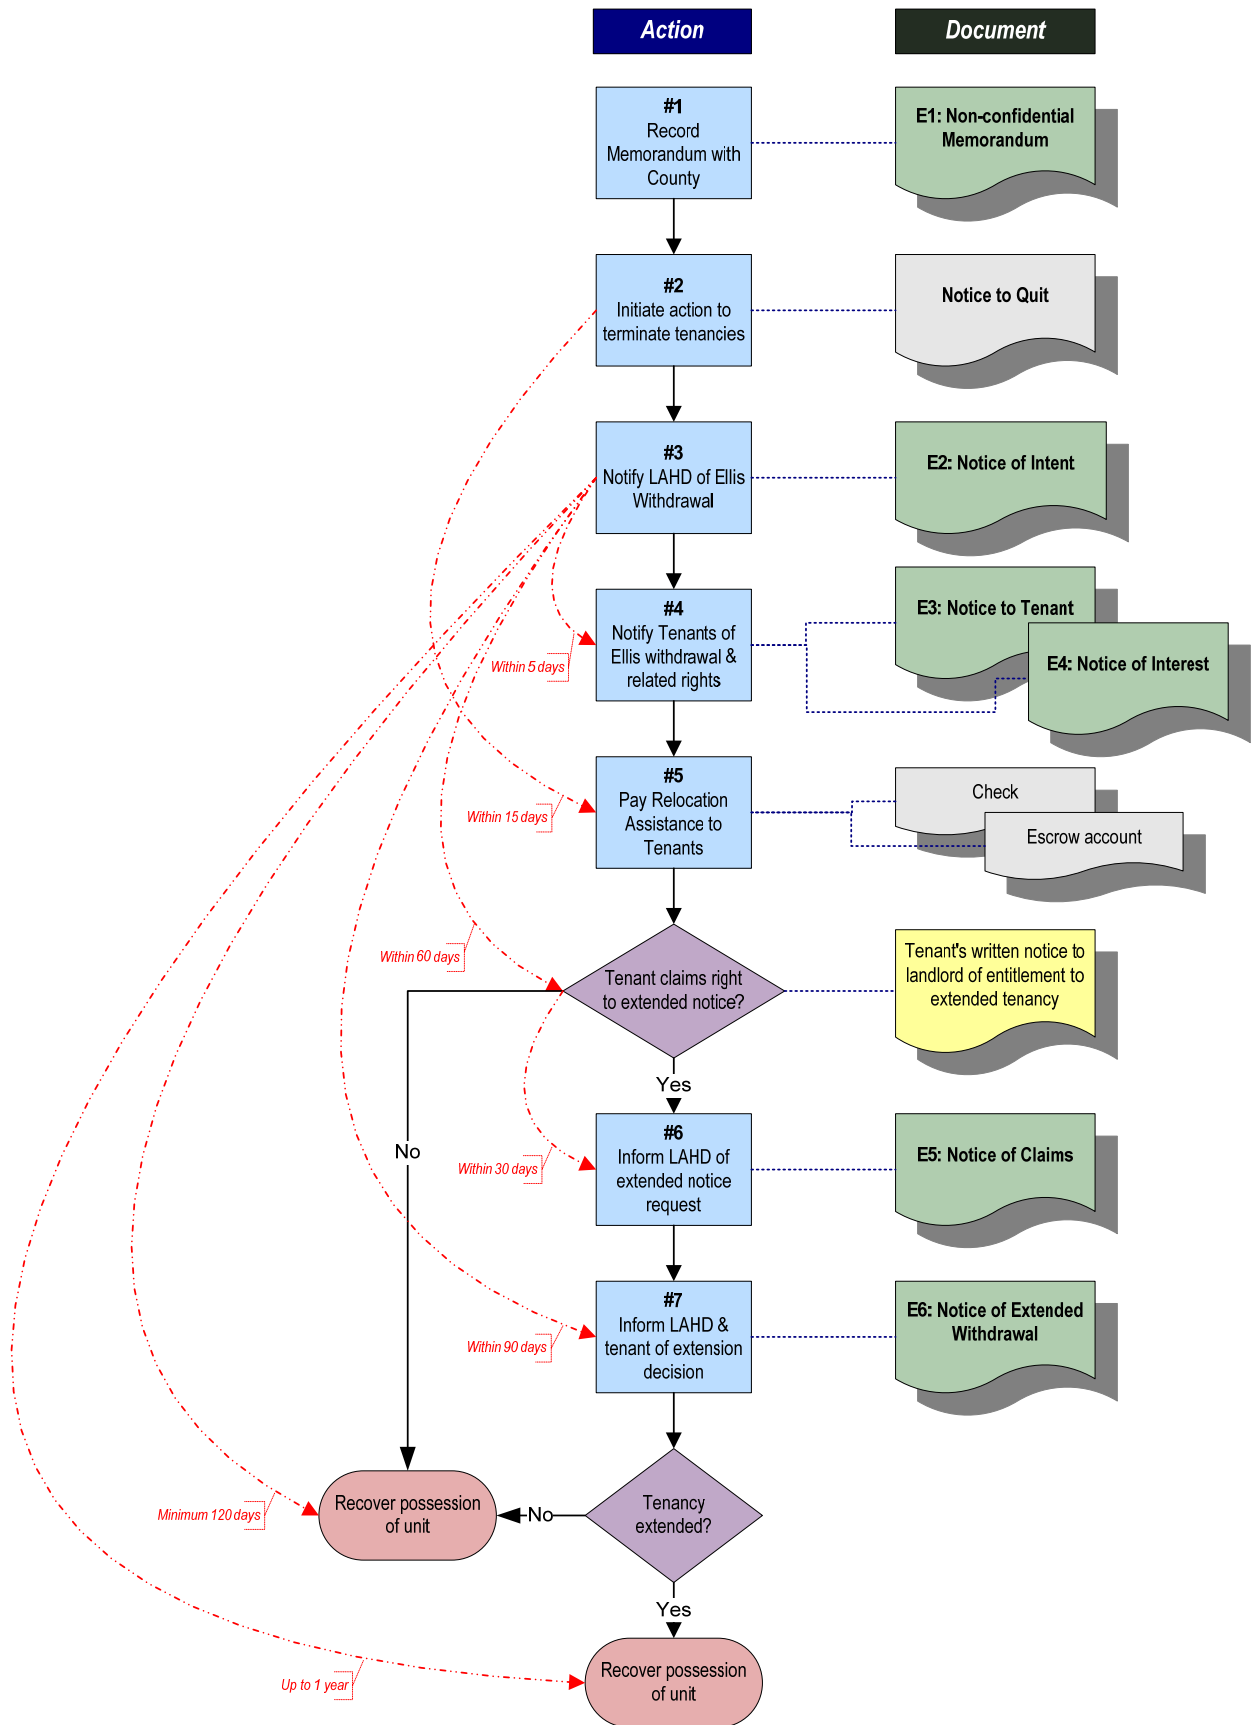 Action
Document
#1
Record
Memorandum with
County
E1: Non-confidential
Memorandum
#2
Initiate action to
terminate tenancies
Notice to Quit
#3
Notify LAHD of Ellis
Withdrawal
E2: Notice of Intent
#4
Notify Tenants of
Ellis withdrawal &
related rights
Within 5 days
E3: Notice to Tenant
E4: Notice of Interest
#5
Pay Relocation
Assistance to
Tenants
Within 15 days
Check
Escrow account
Within 60 days
Tenant claims right
to extended notice?
Tenant's written notice to
landlord of entitlement to
extended tenancy
Yes
No
#6
Inform LAHD of
extended notice
request
Within 30 days
E5: Notice of Claims
#7
Inform LAHD &
tenant of extension
decision
Within 90 days
E6: Notice of Extended
Withdrawal
Minimum 120 days
Recover possession
of unit
No
Tenancy
extended?
Yes
Up to 1 year
Recover possession
of unit